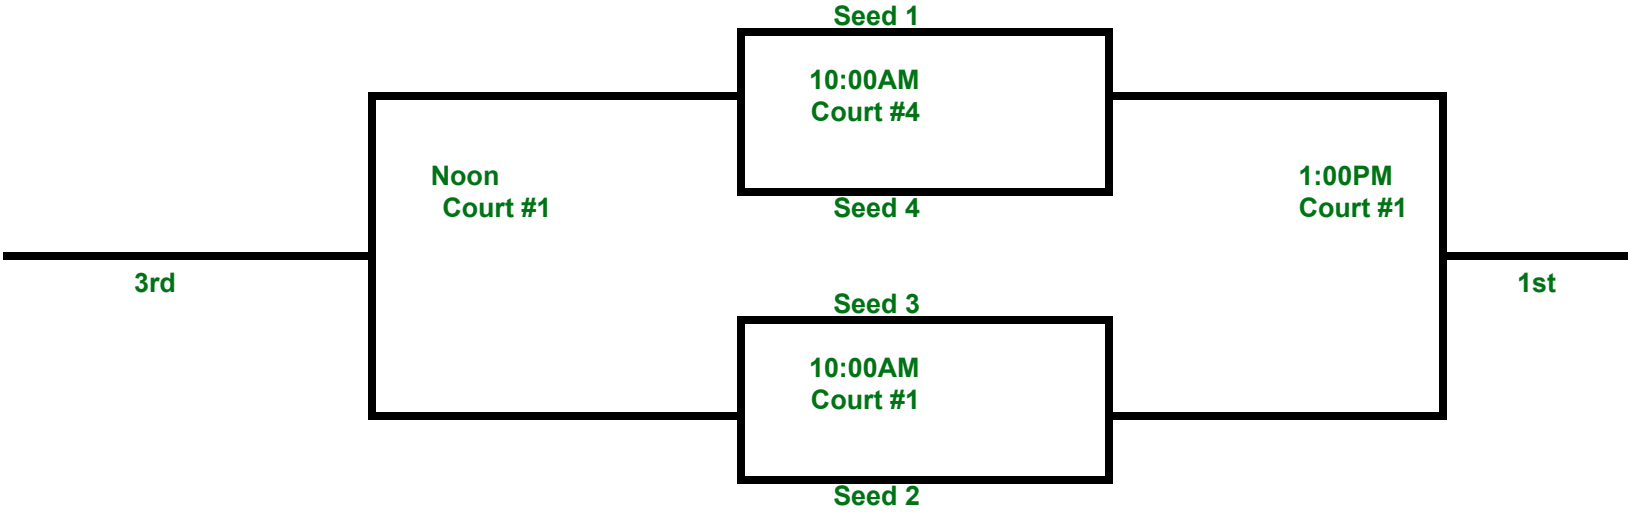 Seed 1
10:00AM
Court #4
Noon
Court #1
1:00PM
Court #1
Seed 4
3rd
1st
Seed 3
10:00AM
Court #1
Seed 2